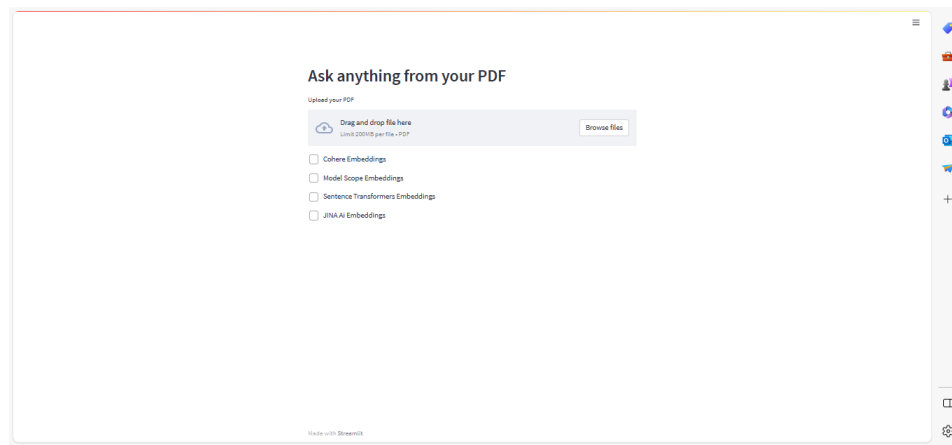 Ask anything from your PDF
Upload your PDF
Drag and drop file here
Limit 200MB per file • PDF
Browse files
Cohere Embeddings
Model Scope Embeddings
Sentence Transformers Embeddings
JINA Ai Embeddings
Made with Streamlit